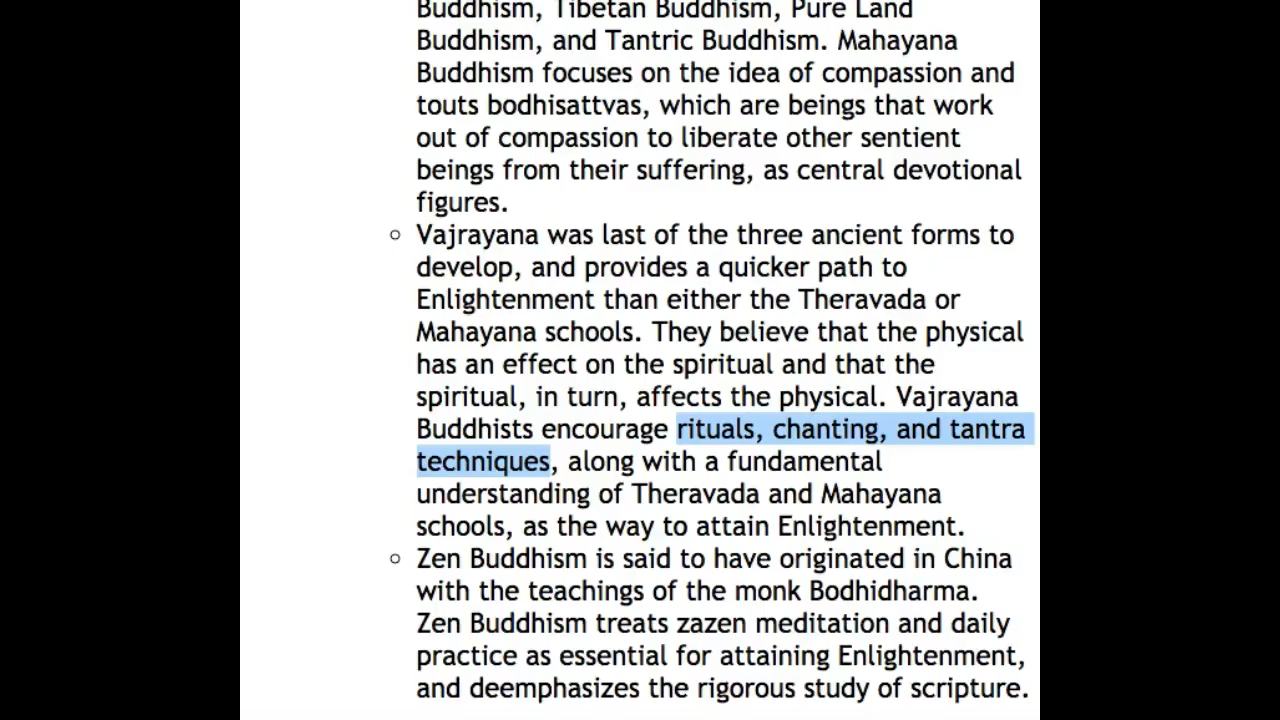 Buddhism, Tibetan Buddhism, Pure Land
Buddhism, and Tantric Buddhism. Mahayana
Buddhism focuses on the idea of compassion and
touts bodhisattvas, which are beings that work
out of compassion to liberate other sentient
beings from their suffering, as central devotional
figures.
Vajrayana was last of the three ancient forms to
develop, and provides a quicker path to
Enlightenment than either the Theravada or
Mahayana schools. They believe that the physical
has an effect on the spiritual and that the
spiritual, in turn, affects the physical. Vajrayana
Buddhists encourage rituals, chanting, and tantra
techniques, along with a fundamental
understanding of Theravada and Mahayana
schools, as the way to attain Enlightenment.
Zen Buddhism is said to have originated in China
with the teachings of the monk Bodhidharma.
Zen Buddhism treats zazen meditation and daily
practice as essential for attaining Enlightenment,
and deemphasizes the rigorous study of scripture.